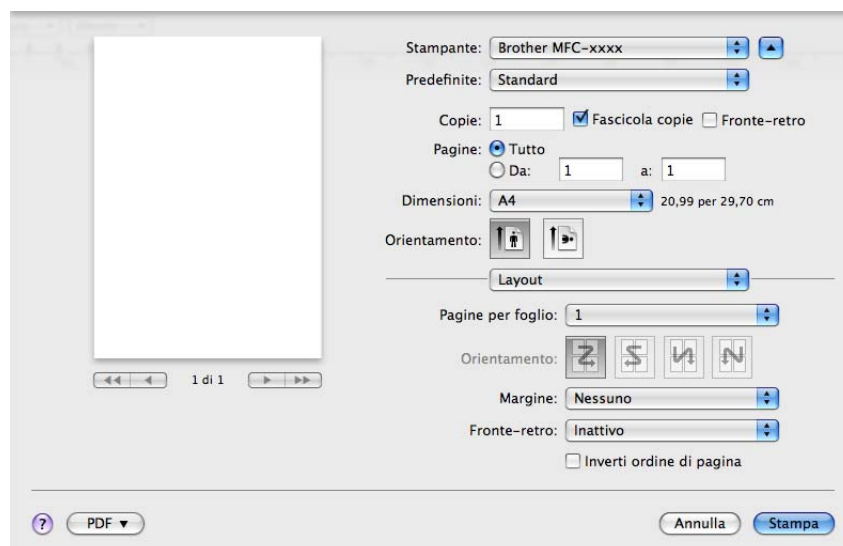 Stampante: Brother MFC-xxxx
Predefinite: Standard
Copie: 1 Fascicola copie Fronte-retro
Pagine: Tutto
Da: 1 a: 1
Dimensioni: A4 20,99 per 29,70 cm
Orientamento:
Layout
Pagine per foglio: 1
Orientamento:
Margine: Nessuno
Fronte-retro: Inattivo
Inverti ordine di pagina
1 di 1
? PDF ▼ Annulla Stampa